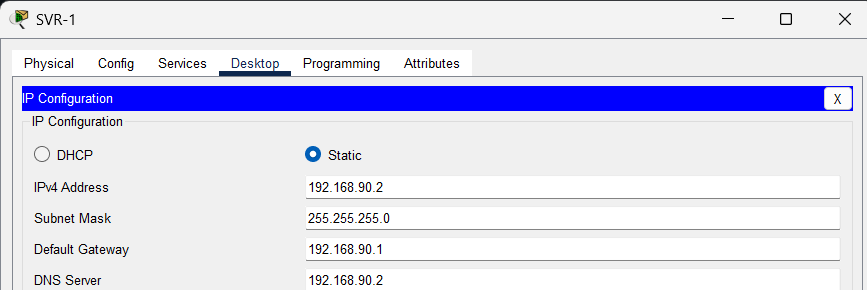 SVR-1
Physical Config Services Desktop Programming Attributes
IP Configuration X
IP Configuration
DHCP Static
IPv4 Address 192.168.90.2
Subnet Mask 255.255.255.0
Default Gateway 192.168.90.1
DNS Server 192.168.90.2